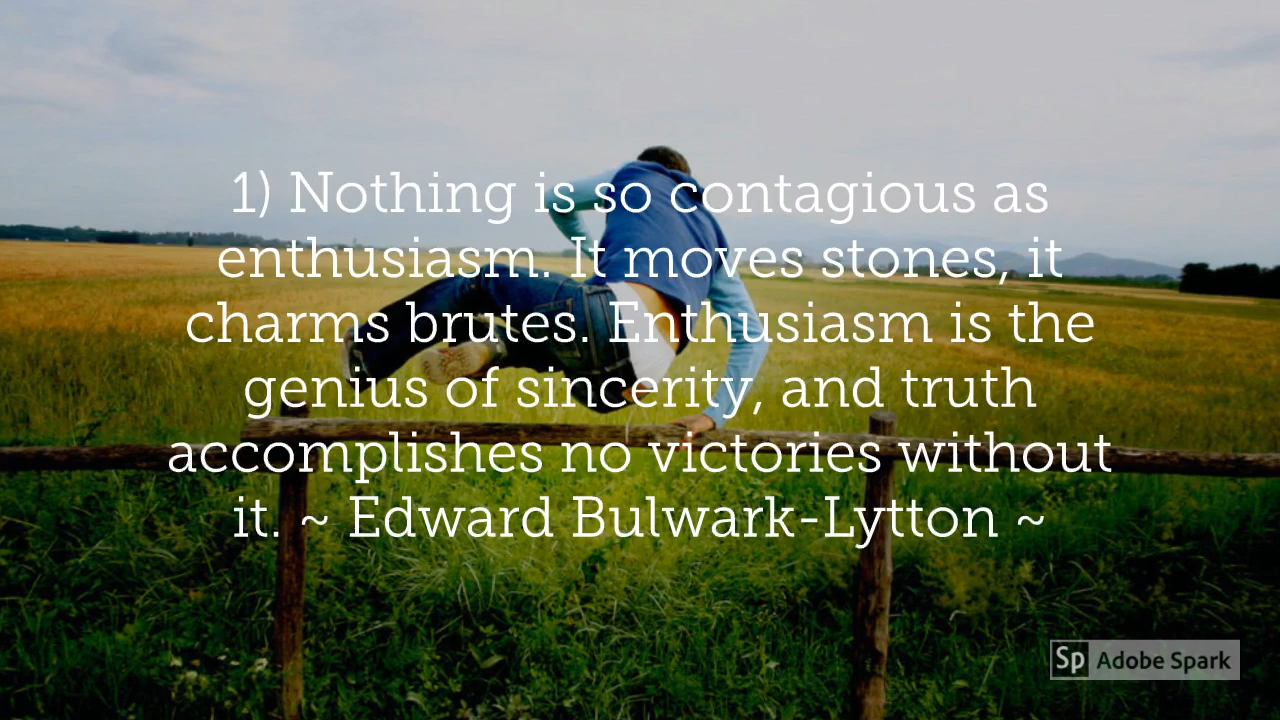 1) Nothing is so contagious as
enthusiasm. It moves stones, it
charms brutes. Enthusiasm is the
genius of sincerity, and truth
accomplishes no victories without
it. ~ Edward Bulwark-Lytton ~
Sp Adobe Spark